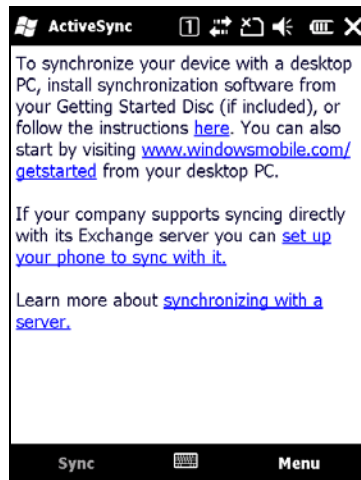 ActiveSync 1
To synchronize your device with a desktop
PC, install synchronization software from
your Getting Started Disc (if included), or
follow the instructions here. You can also
start by visiting www.windowsmobile.com/
getstarted from your desktop PC.
If your company supports syncing directly
with its Exchange server you can set up
your phone to sync with it.
Learn more about synchronizing with a
server.
Sync Menu